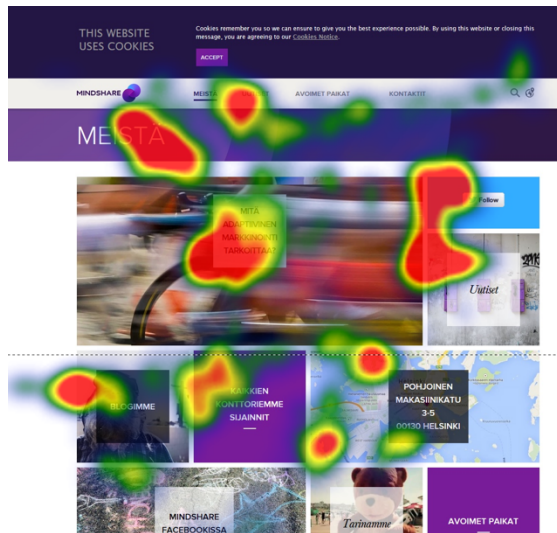 THIS WEBSITE
USES COOKIES
Cookies remember you so we can ensure to give you the best experience possible. By using this website or closing this
message, you are agreeing to our Cookies Notice.
ACCEPT
MINDSHARE
MEISTÄ
AVOIMET PAIKAT
KONTAKTIT
MEISTÄ
MITÄ
ADAPTIIVINEN
MARKKINOINTI
TARKOITTAA?
Follow
Uutiset
BLOGIMME
KAIKKIEN
KONTTORIEMME
SIJAINNIT
POHJOINEN
MAKASIINIKATU
3-5
00130 HELSINKI
MINDSHARE
FACEBOOKISSA
Tarinamme
AVOIMET PAIKAT